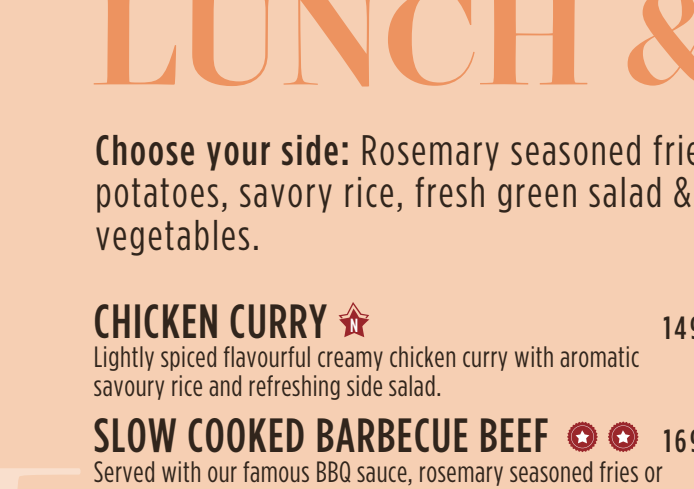 LUNCH &
Choose your side: Rosemary seasoned
potatoes, savory rice, fresh green salad &
vegetables.
CHICKEN CURRY N
Lightly spiced flavourful creamy chicken curry with aromatic
savoury rice and refreshing side salad.
SLOW COOKED BARBECUE BEEF
Served with our famous BBQ sauce, rosemary seasoned fries or